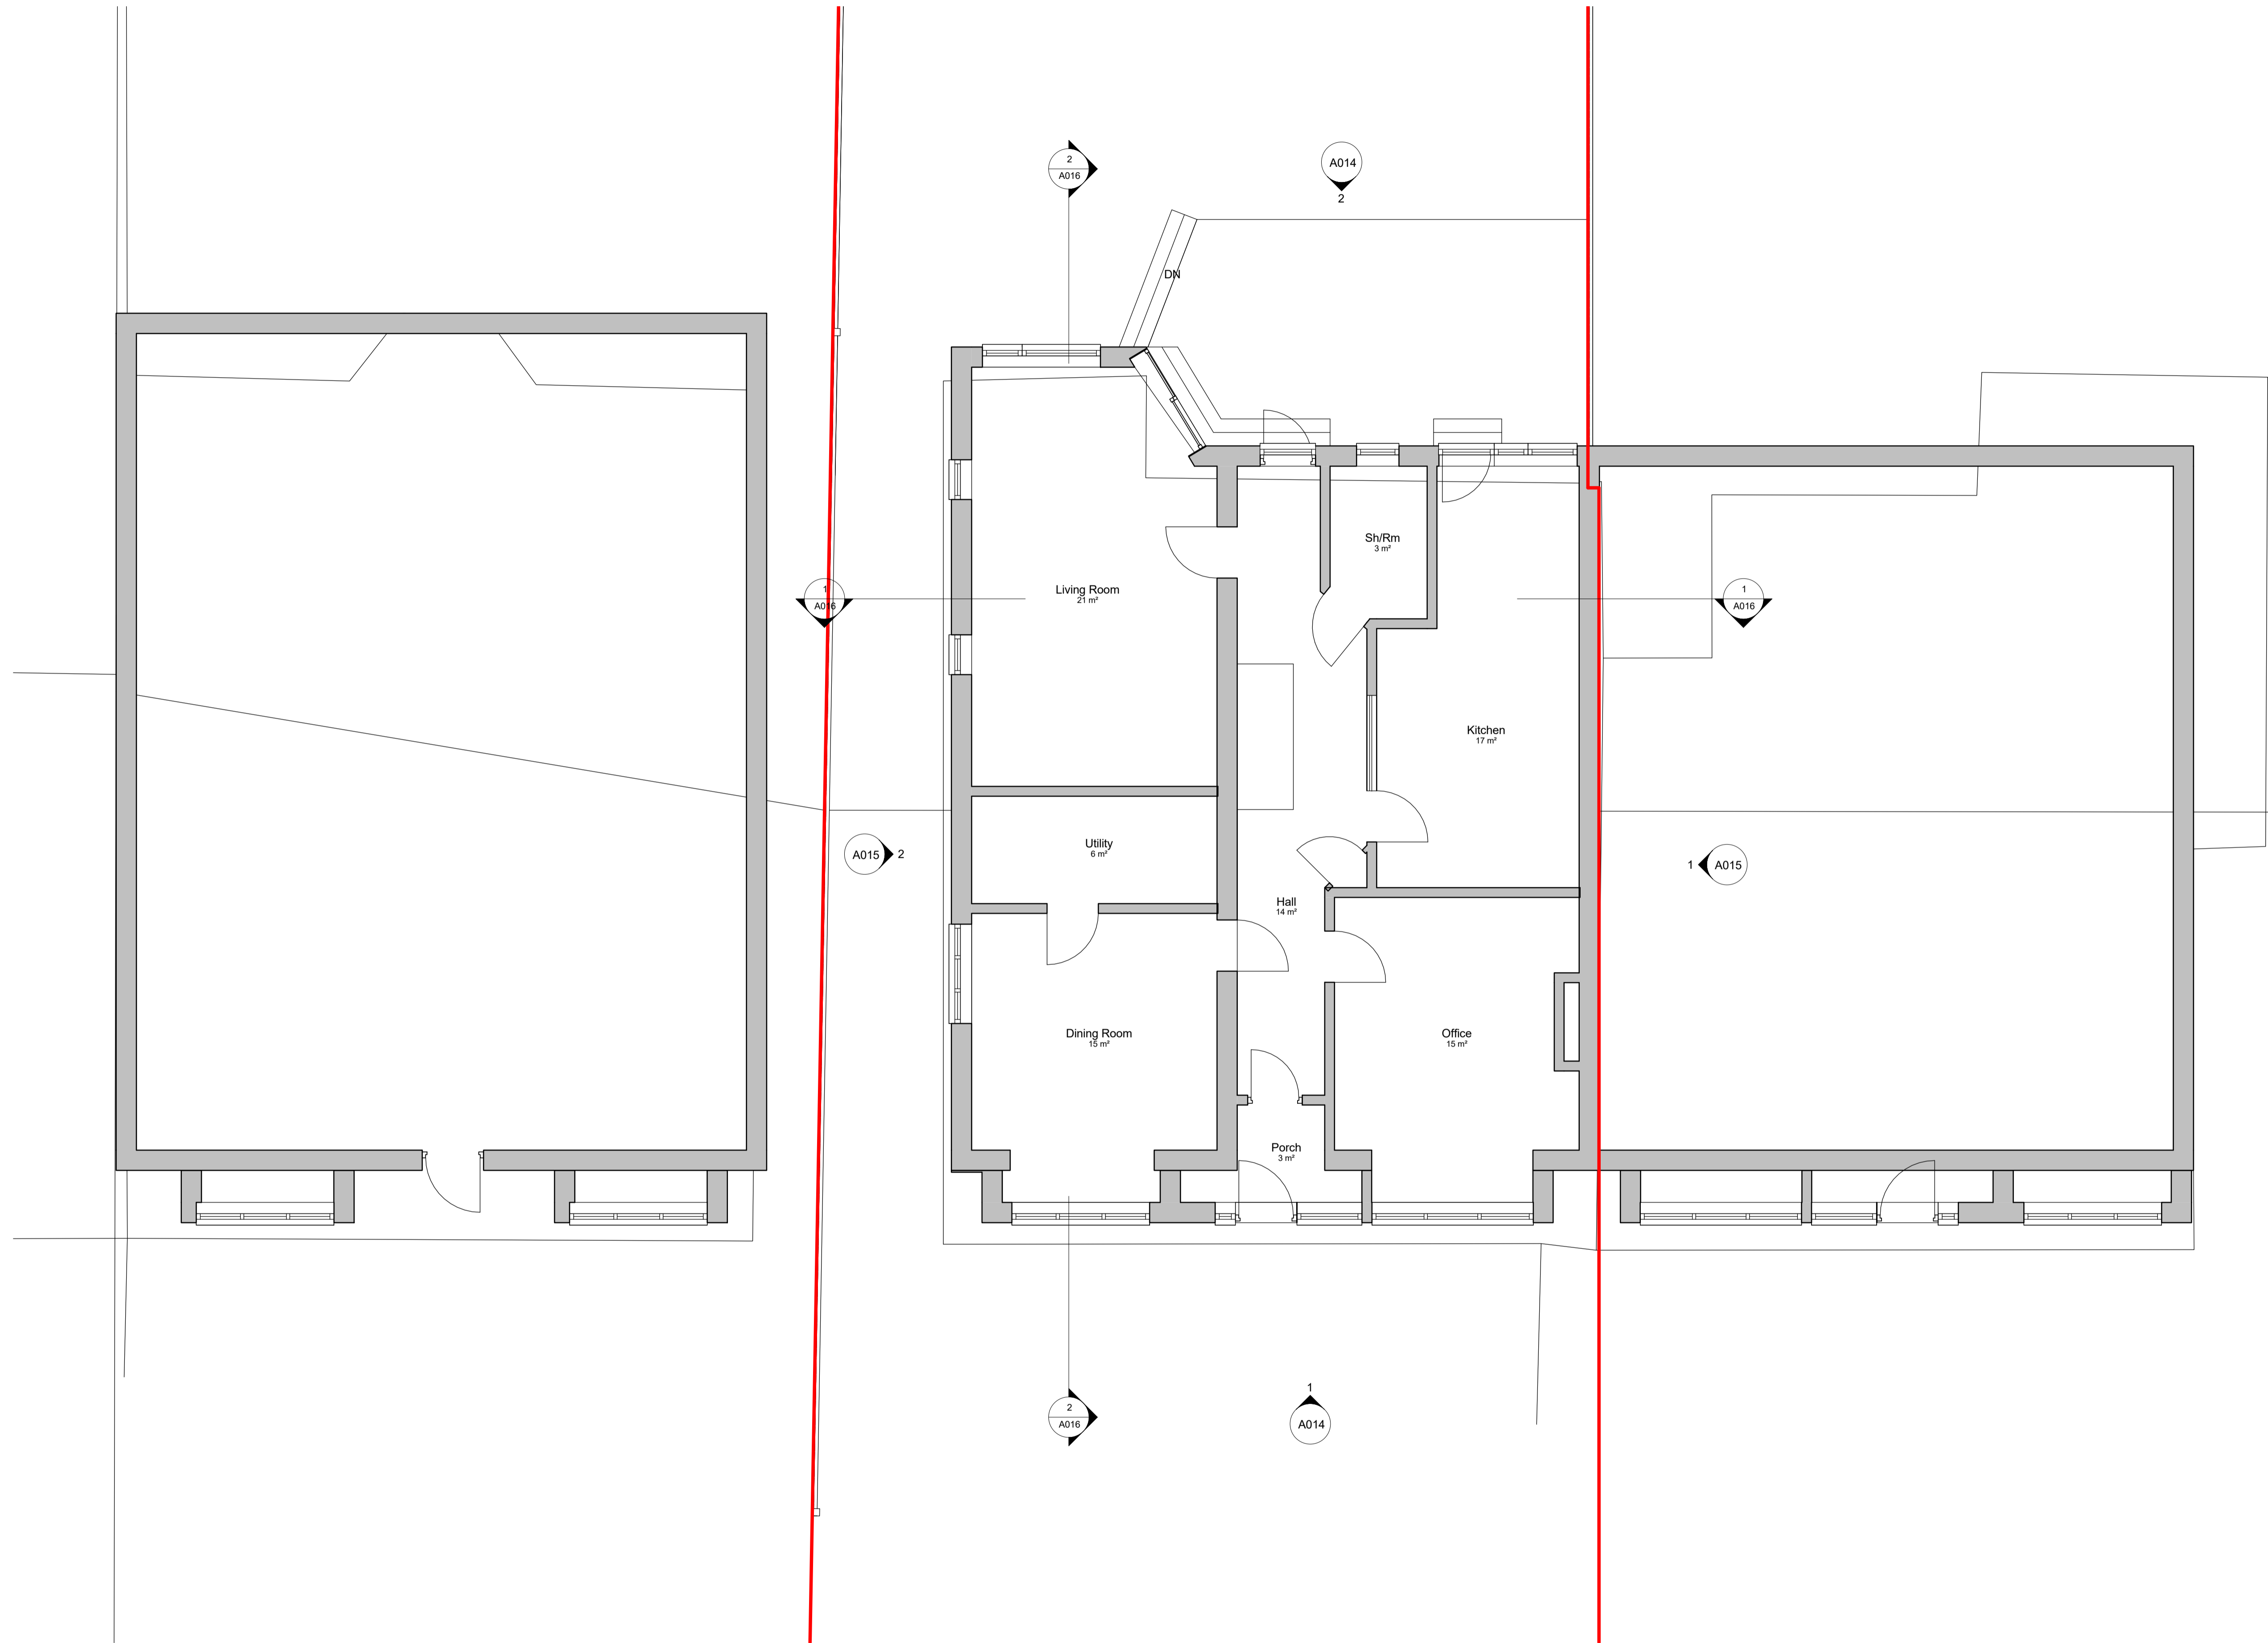 2
A016
A014
2
DN
Sh/Rm
3 m²
Living Room
21 m²
1
A016
1
A016
Kitchen
17 m²
Utility
6 m²
A015
2
1
A015
Hall
14 m²
Dining Room
15 m²
Office
15 m²
Porch
3 m²
2
A016
1
A014